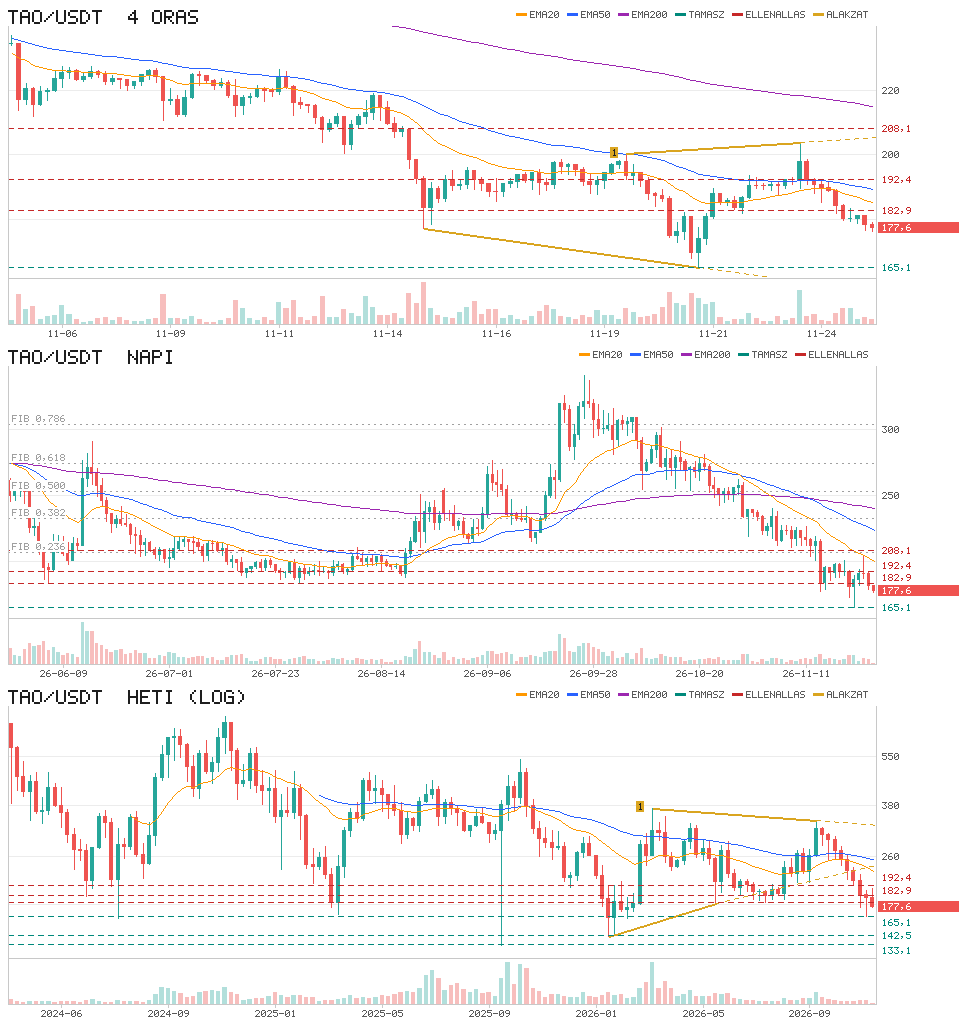 TAO/USDT 4 ORAS
EMA20 EMA50 EMA200 TAMASZ ELLENALLAS ALAKZAT
220
208,1
200
192,4
182,9
177,6
165,1
1
11-06 11-09 11-11 11-14 11-16 11-19 11-21 11-24
TAO/USDT NAPI
EMA20 EMA50 EMA200 TAMASZ ELLENALLAS
FIB 0,786
FIB 0,618
FIB 0,500
FIB 0,382
FIB 0,236
300
250
208,1
192,4
182,9
177,6
165,1
26-06-09 26-07-01 26-07-23 26-08-14 26-09-06 26-09-28 26-10-20 26-11-11
TAO/USDT HETI (LOG)
EMA20 EMA50 EMA200 TAMASZ ELLENALLAS ALAKZAT
1
550
380
260
192,4
182,9
177,6
165,1
142,5
133,1
2024-06 2024-09 2025-01 2025-05 2025-09 2026-01 2026-05 2026-09